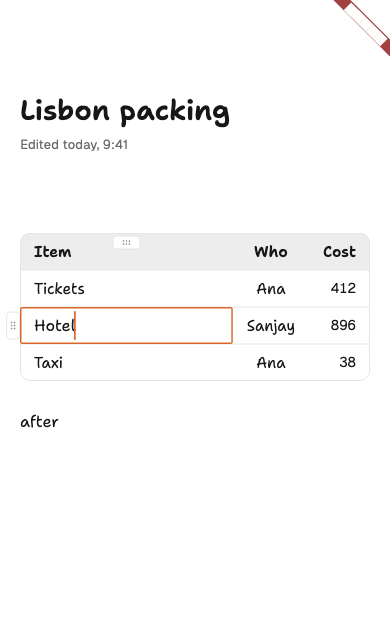 Lisbon packing
Edited today, 9:41
Item Who Cost
Tickets Ana 412
Hotel Sanjay 896
Taxi Ana 38
after